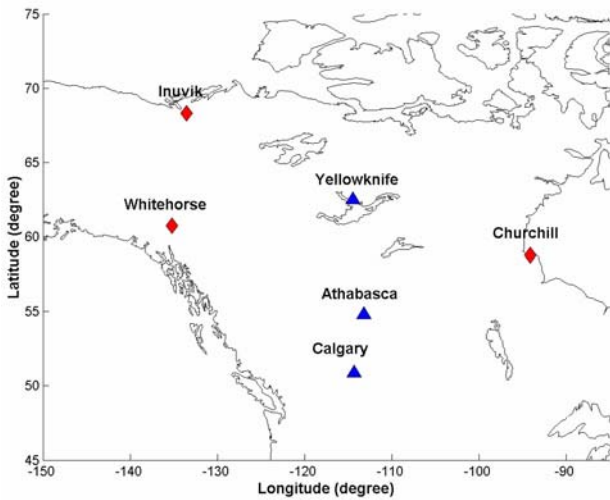 75
70
65
60
55
50
45
Latitude (degree)
Inuvik
Yellowknife
Whitehorse
Churchill
Athabasca
Calgary
-150 -140 -130 -120 -110 -100 -90
Longitude (degree)